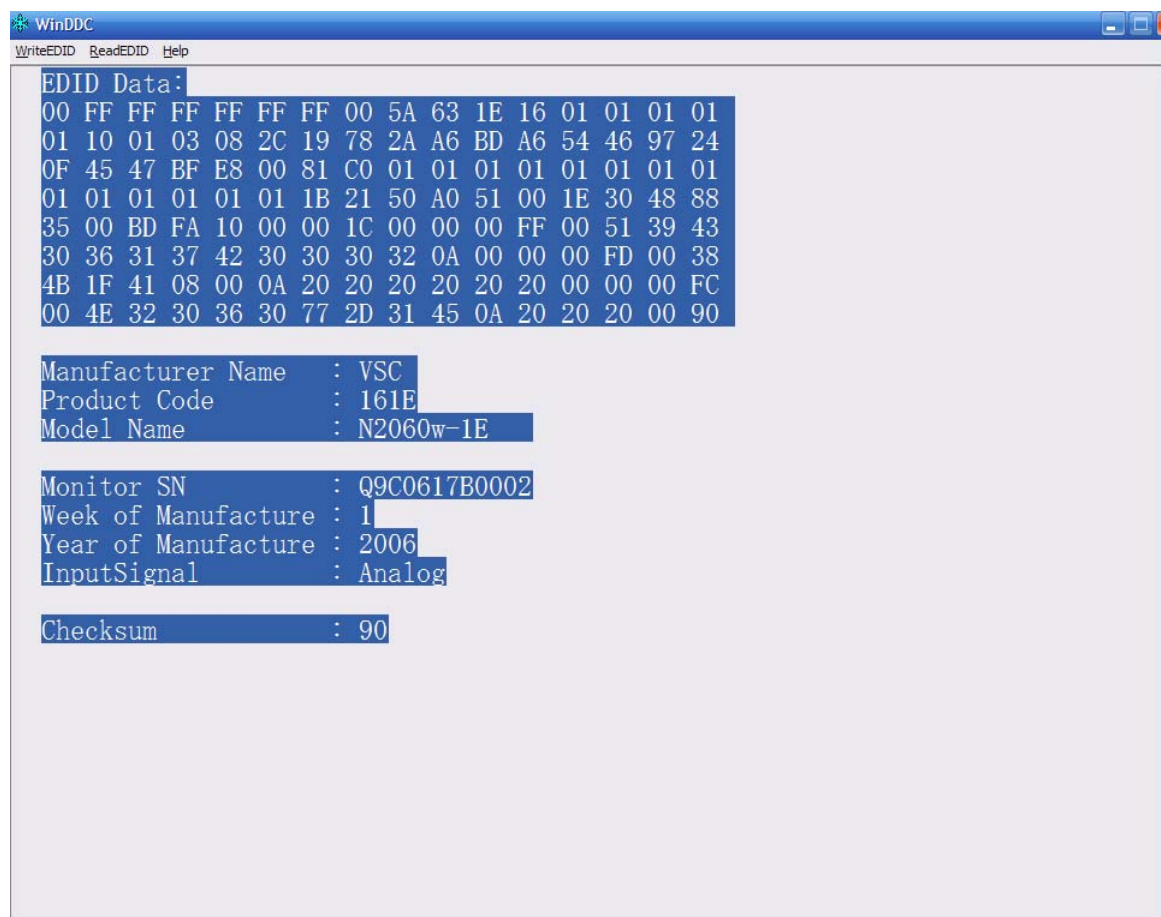 WinDDC
WriteEDID ReadEDID Help
EDID Data:
00 FF FF FF FF FF FF 00 5A 63 1E 16 01 01 01 01
01 10 01 03 08 2C 19 78 2A A6 BD A6 54 46 97 24
0F 45 47 BF E8 00 81 C0 01 01 01 01 01 01 01 01
01 01 01 01 01 01 1B 21 50 A0 51 00 1E 30 48 88
35 00 BD FA 10 00 00 1C 00 00 00 FF 00 51 39 43
30 36 31 37 42 30 30 30 32 0A 00 00 00 FD 00 38
4B 1F 41 08 00 0A 20 20 20 20 20 20 00 00 00 FC
00 4E 32 30 36 30 77 2D 31 45 0A 20 20 20 00 90
Manufacturer Name : VSC
Product Code : 161E
Model Name : N2060w-1E
Monitor SN : Q9C0617B0002
Week of Manufacture : 1
Year of Manufacture : 2006
InputSignal : Analog
Checksum : 90